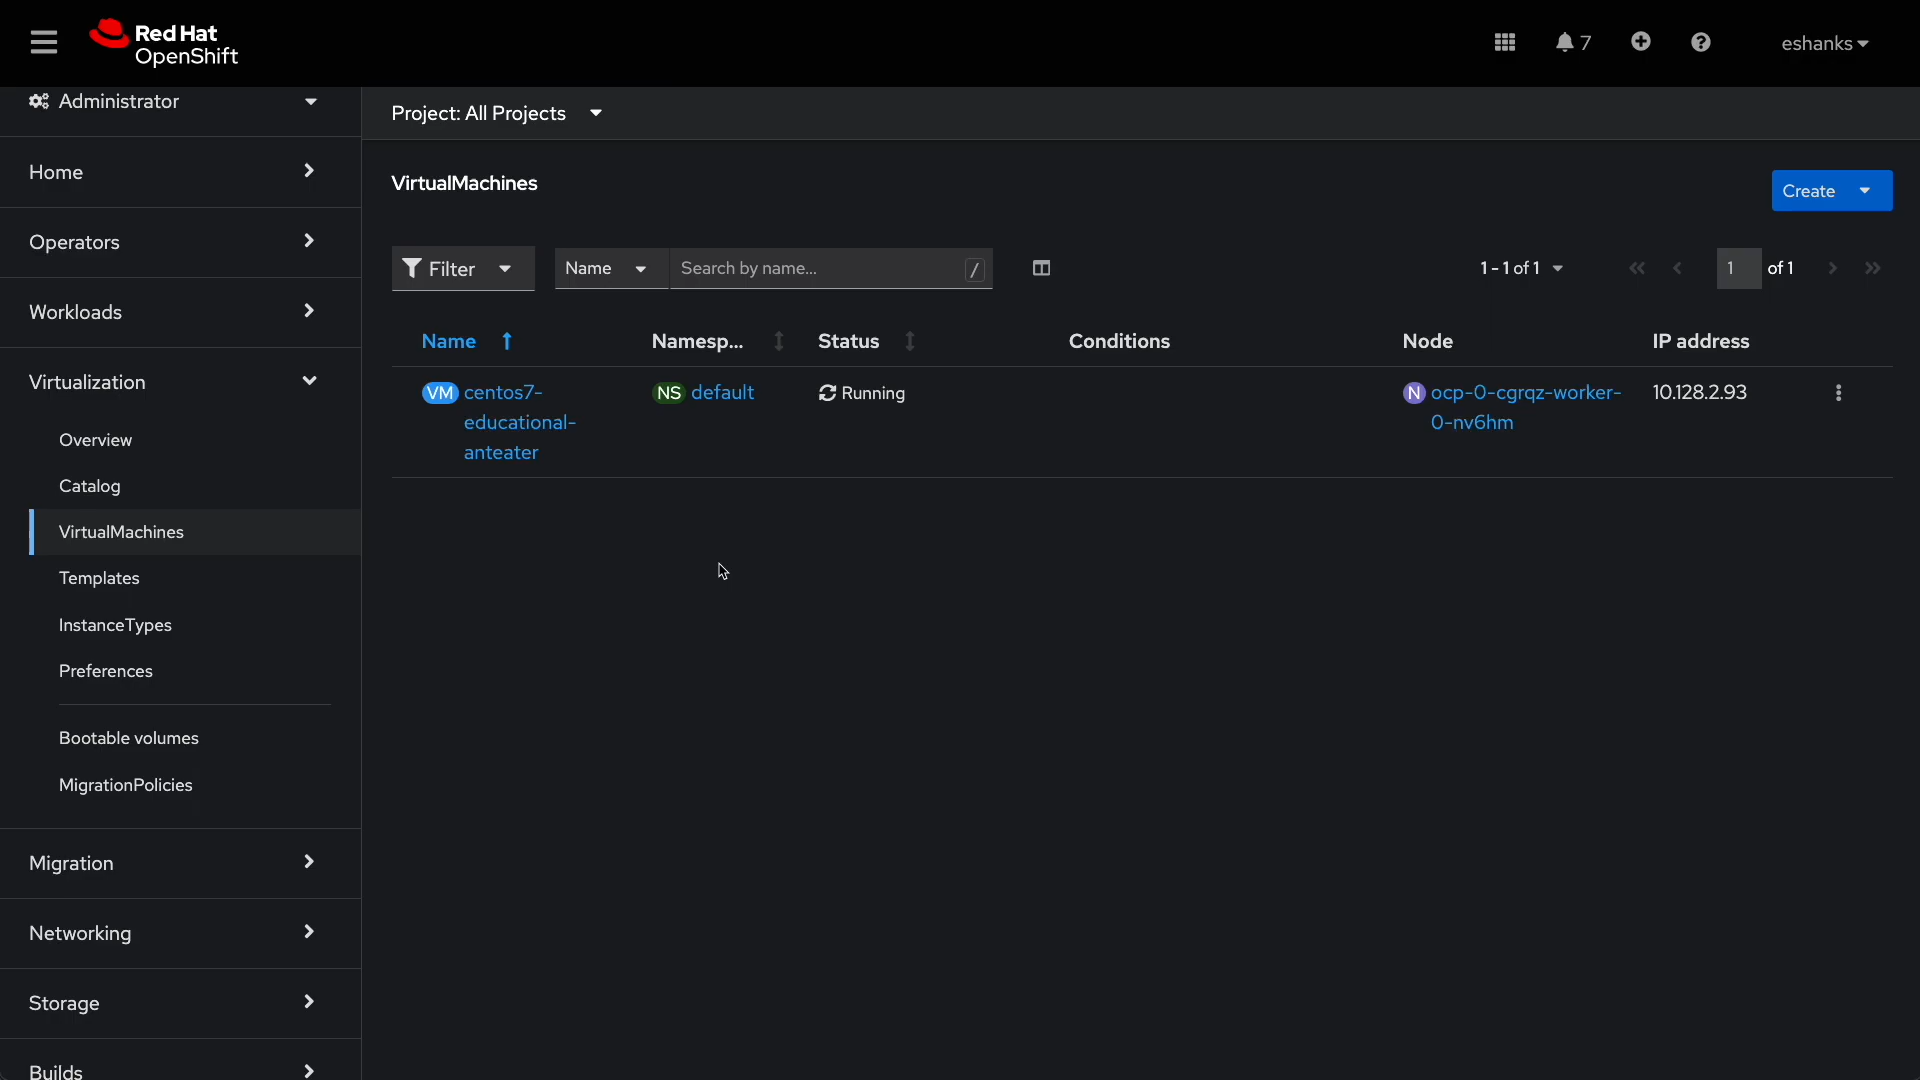 Red Hat
OpenShift
7
eshanks
Administrator
Project: All Projects
Home
VirtualMachines
Create
Operators
Filter
Name
Search by name...
/
1 - 1 of 1
1
of 1
Workloads
Name
Namesp...
Status
Conditions
Node
IP address
Virtualization
VM centos7-
educational-
anteater
NS default
Running
N ocp-0-cgrqz-worker-
0-nv6hm
10.128.2.93
Overview
Catalog
VirtualMachines
Templates
InstanceTypes
Preferences
Bootable volumes
MigrationPolicies
Migration
Networking
Storage
Builds